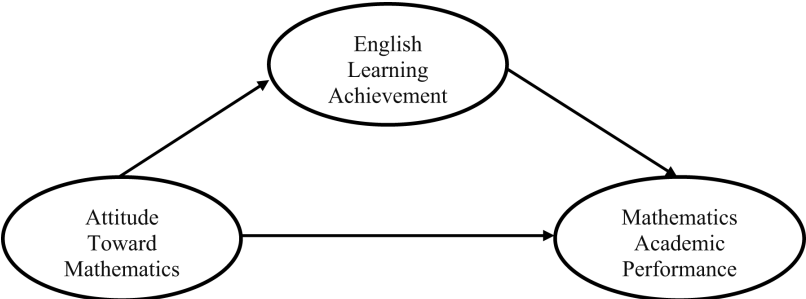 English
Learning
Achievement
Attitude
Toward
Mathematics
Mathematics
Academic
Performance